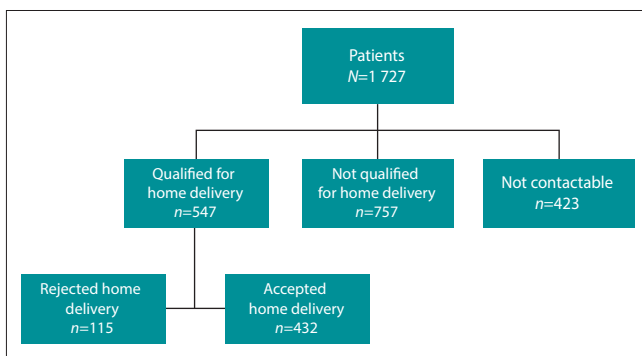 Patients
N=1 727
Qualified for
home delivery
n=547
Not qualified
for home delivery
n=757
Not contactable
n=423
Rejected home
delivery
n=115
Accepted
home delivery
n=432